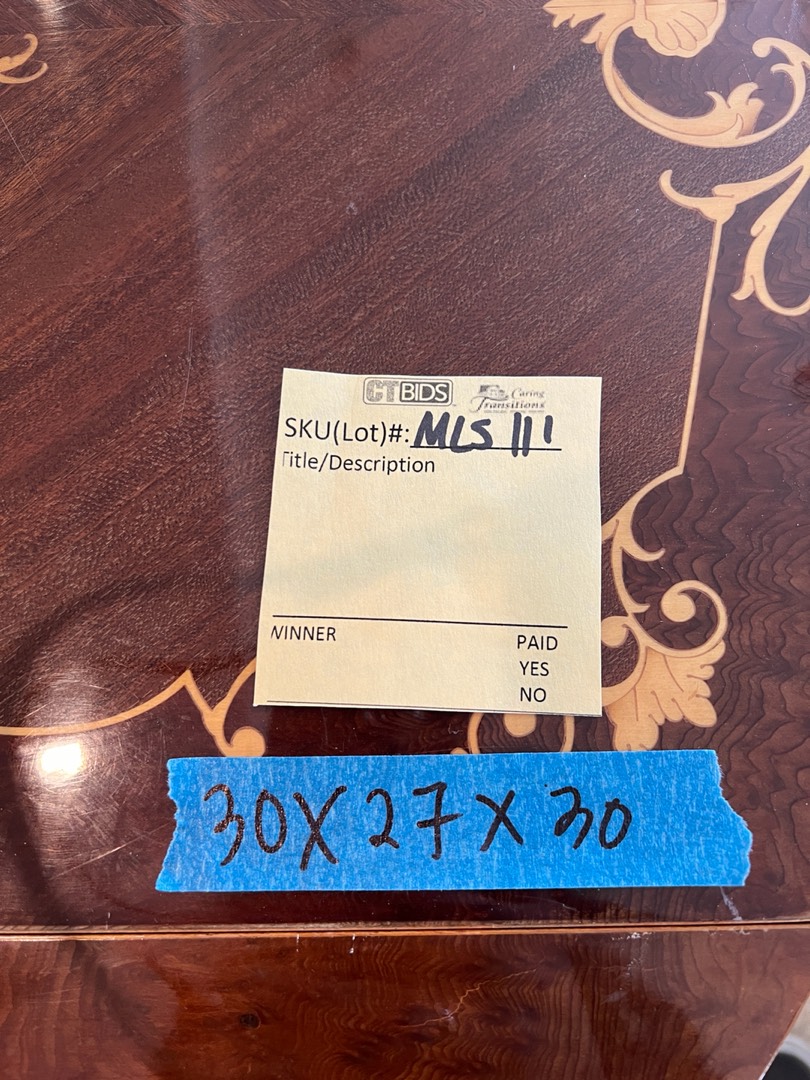 CTBIDS Caring Transitions
SKU(Lot)#: MLS 111
Title/Description
WINNER PAID
YES
NO
30X27X30